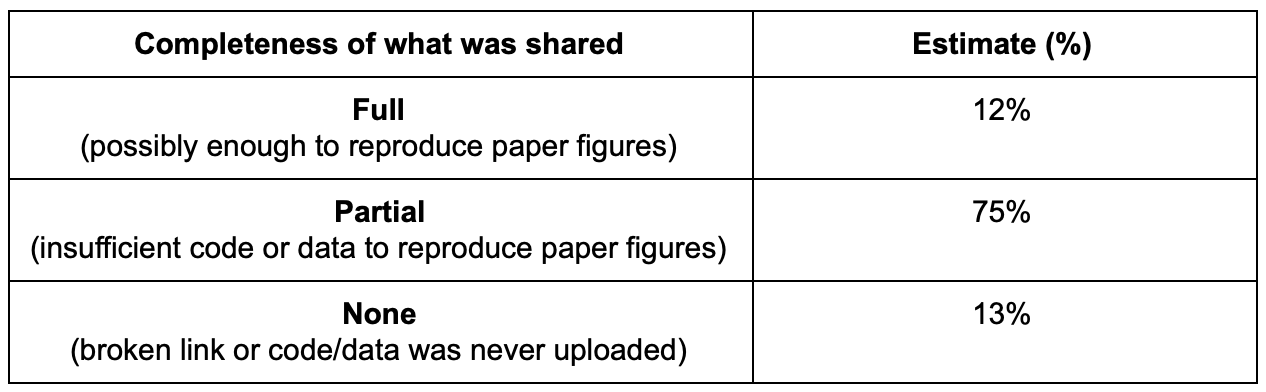 Completeness of what was shared
Estimate (%)
Full
(possibly enough to reproduce paper figures)
12%
Partial
(insufficient code or data to reproduce paper figures)
75%
None
(broken link or code/data was never uploaded)
13%